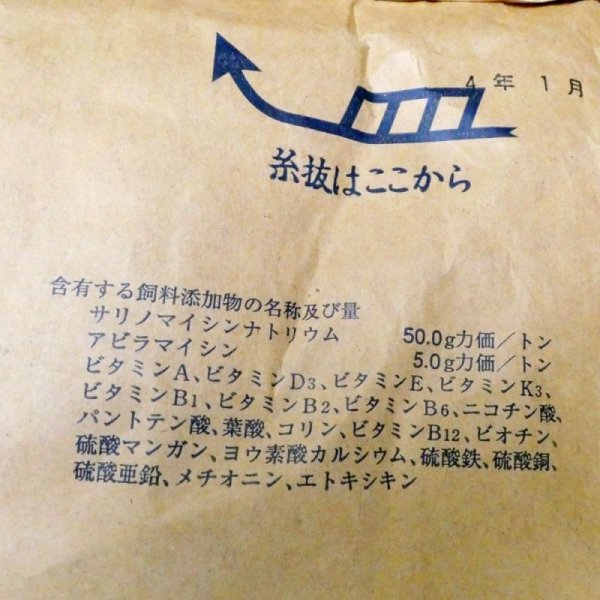 4年1月
糸抜はここから
含有する飼料添加物の名称及び量
サリノマイシンナトリウム 50.0g力価/トン
アビラマイシン 5.0g力価/トン
ビタミンA、ビタミンD3、ビタミンE、ビタミンK3、
ビタミンB1、ビタミンB2、ビタミンB6、ニコチン酸、
パントテン酸、葉酸、コリン、ビタミンB12、ビオチン、
硫酸マンガン、ヨウ素酸カルシウム、硫酸鉄、硫酸銅、
硫酸亜鉛、メチオニン、エトキシキン